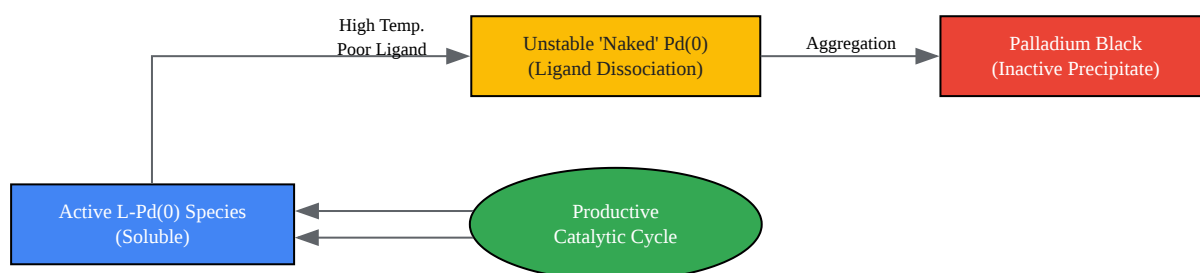 High Temp.
Poor Ligand
Unstable 'Naked' Pd(0)
(Ligand Dissociation)
Aggregation
Palladium Black
(Inactive Precipitate)
Active L-Pd(0) Species
(Soluble)
Productive
Catalytic Cycle